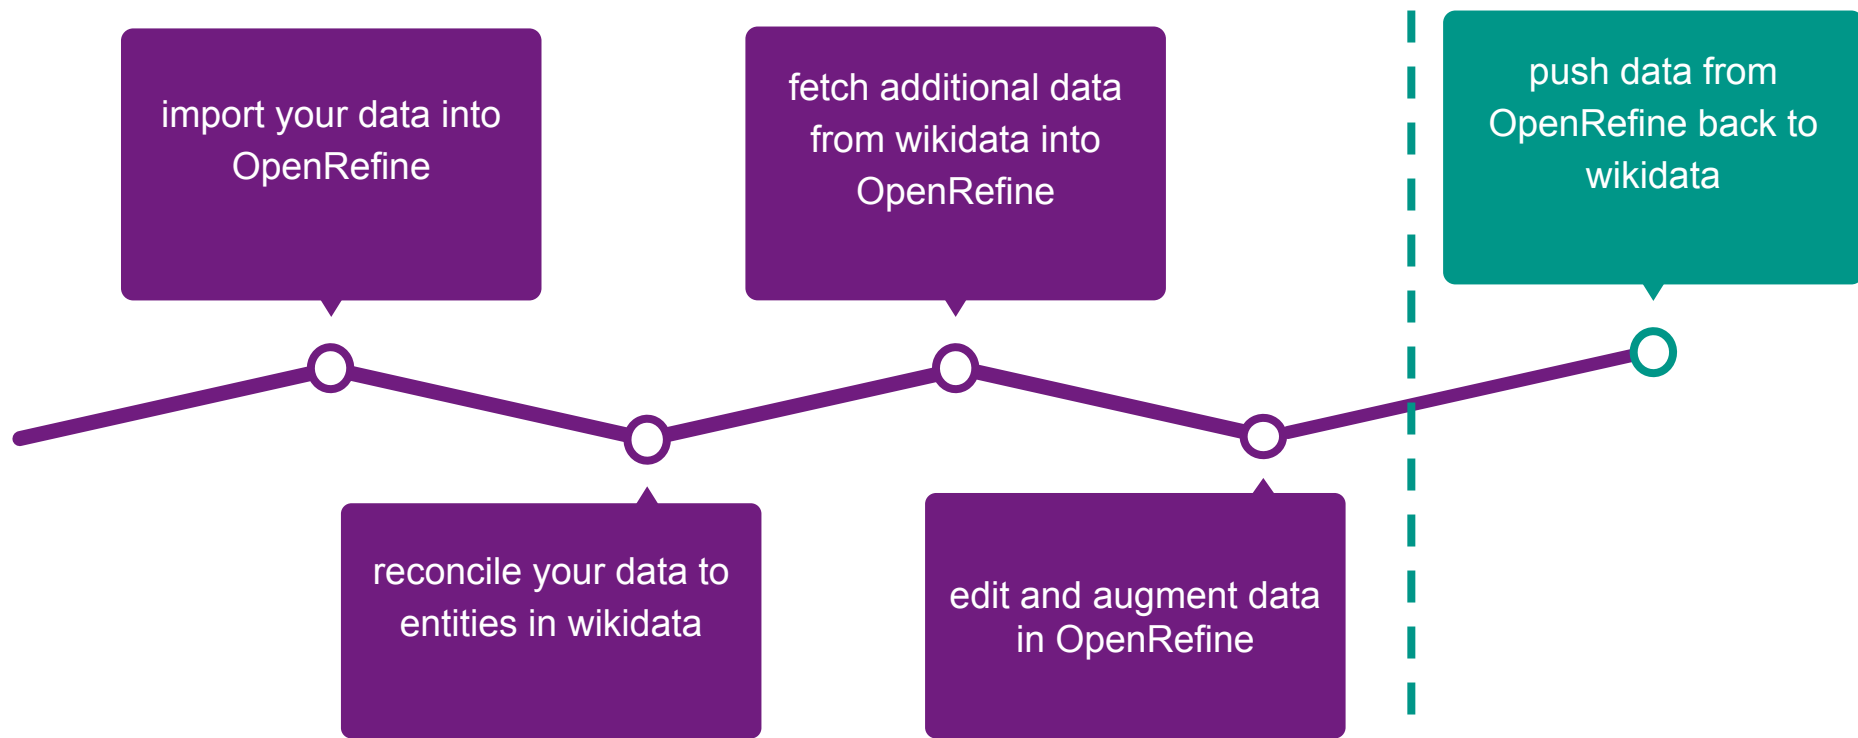 import your data into
OpenRefine
reconcile your data to
entities in wikidata
fetch additional data
from wikidata into
OpenRefine
edit and augment data
in OpenRefine
push data from
OpenRefine back to
wikidata